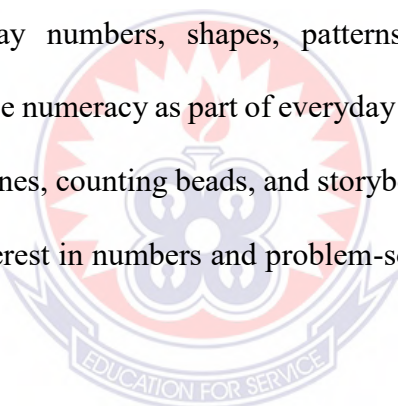 ay numbers, shapes, patterns
e numeracy as part of everyday
nes, counting beads, and storyb
erest in numbers and problem-s
EDUCATION FOR SERVICE